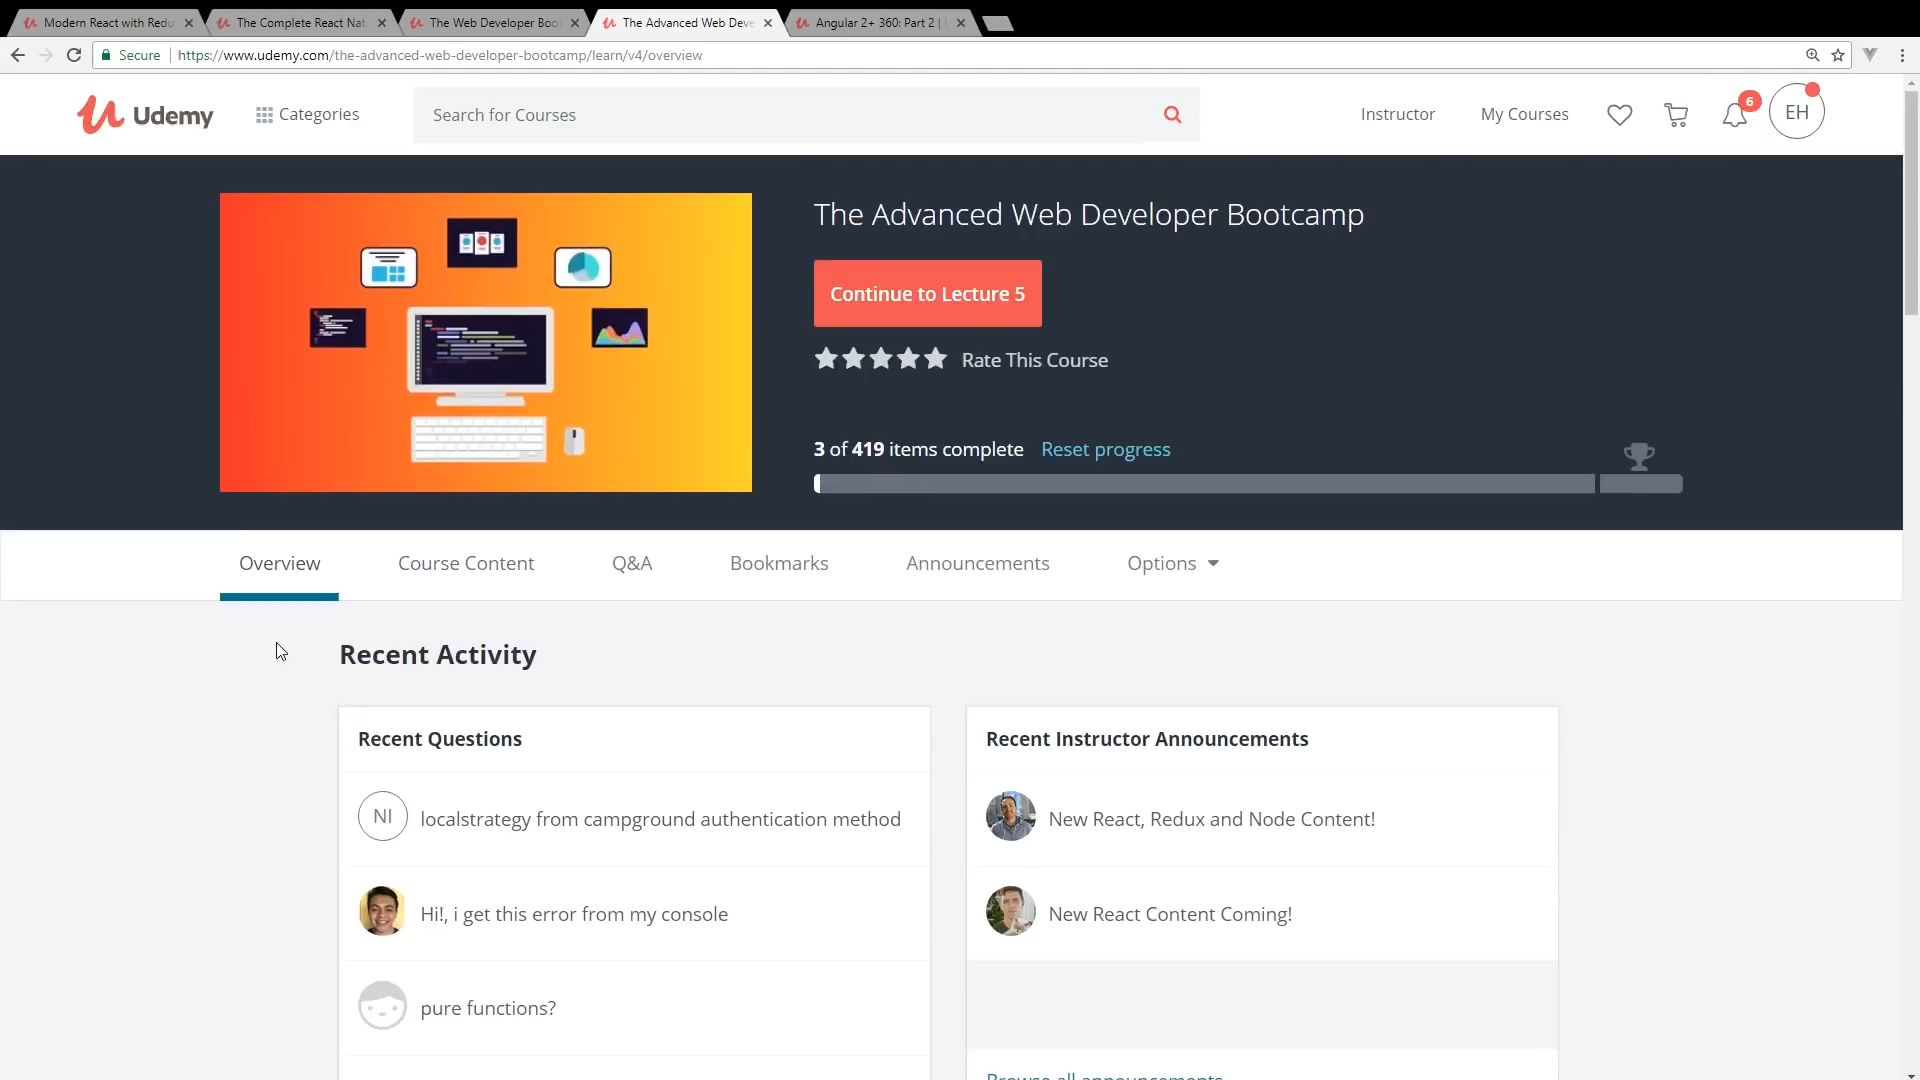 Modern React with Redu
The Complete React Nat
The Web Developer Boo
The Advanced Web Deve
Angular 2+ 360: Part 2 |
Secure
https://www.udemy.com/the-advanced-web-developer-bootcamp/learn/v4/overview
Udemy
Categories
Search for Courses
Instructor
My Courses
6
EH
The Advanced Web Developer Bootcamp
Continue to Lecture 5
Rate This Course
3 of 419 items complete Reset progress
Overview
Course Content
Q&A
Bookmarks
Announcements
Options
Recent Activity
Recent Questions
NI
localstrategy from campground authentication method
Hi!, i get this error from my console
pure functions?
Recent Instructor Announcements
New React, Redux and Node Content!
New React Content Coming!
Browse all announcements